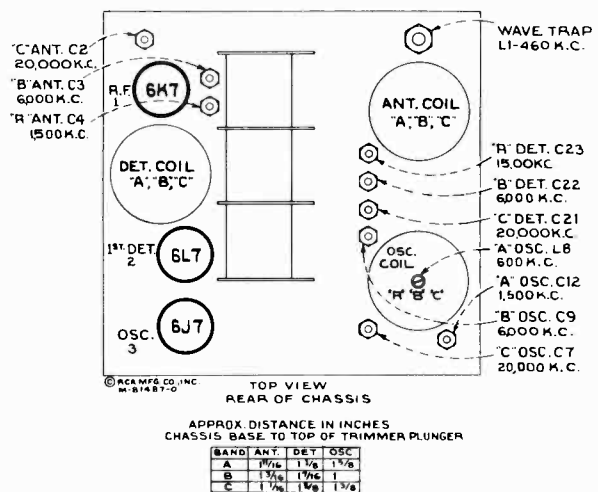 "C" ANT. C2
20,000 K.C.
"B" ANT. C3
6,000 K.C.
"R" ANT. C4
1,500 K.C.
R.F.
1
6K7
DET. COIL
"A", "B", "C"
1ST. DET.
2
6L7
OSC.
3
6J7
WAVE TRAP
L1-460 K.C.
ANT. COIL
"A", "B", "C"
"R" DET. C23
15,00KC
"B" DET. C22
6,000 K.C.
"C" DET. C21
20,000 K.C.
"A" OSC. L8
600 K.C.
"A" OSC. C12
1,500 K.C.
"B" OSC. C9
6,000 K.C.
"C" OSC. C7
20,000 K.C.
OSC.
COIL
"R" "B" "C"
© RCA MFG. CO., INC.
M-81487-0
TOP VIEW
REAR OF CHASSIS
APPROX. DISTANCE IN INCHES
CHASSIS BASE TO TOP OF TRIMMER PLUNGER
BAND ANT. DET OSC
A
B 1
C